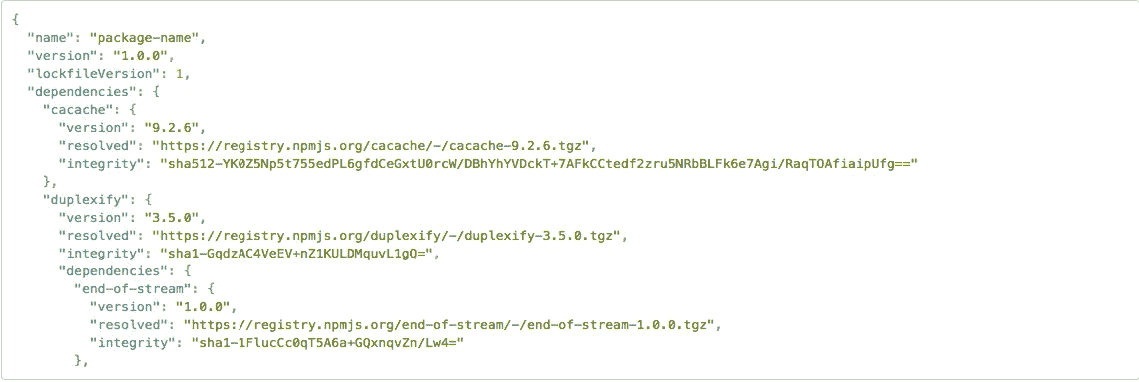 {
"name": "package-name",
"version": "1.0.0",
"lockfileVersion": 1,
"dependencies": {
"cacache": {
"version": "9.2.6",
"resolved": "https://registry.npmjs.org/cacache/-/cacache-9.2.6.tgz",
"integrity": "sha512-YK0Z5Np5t755edPL6gfdCeGxtU0rcW/DBhYhYVDckT+7AFkCCtedf2zru5NRbBLFk6e7Agi/RaqTOAfiaipUfg=="
},
"duplexify": {
"version": "3.5.0",
"resolved": "https://registry.npmjs.org/duplexify/-/duplexify-3.5.0.tgz",
"integrity": "sha1-GqdzAC4VeEV+nZ1KULDMquvL1gQ=",
"dependencies": {
"end-of-stream": {
"version": "1.0.0",
"resolved": "https://registry.npmjs.org/end-of-stream/-/end-of-stream-1.0.0.tgz",
"integrity": "sha1-1FlucCc0qT5A6a+GQxnqvZn/Lw4="
},